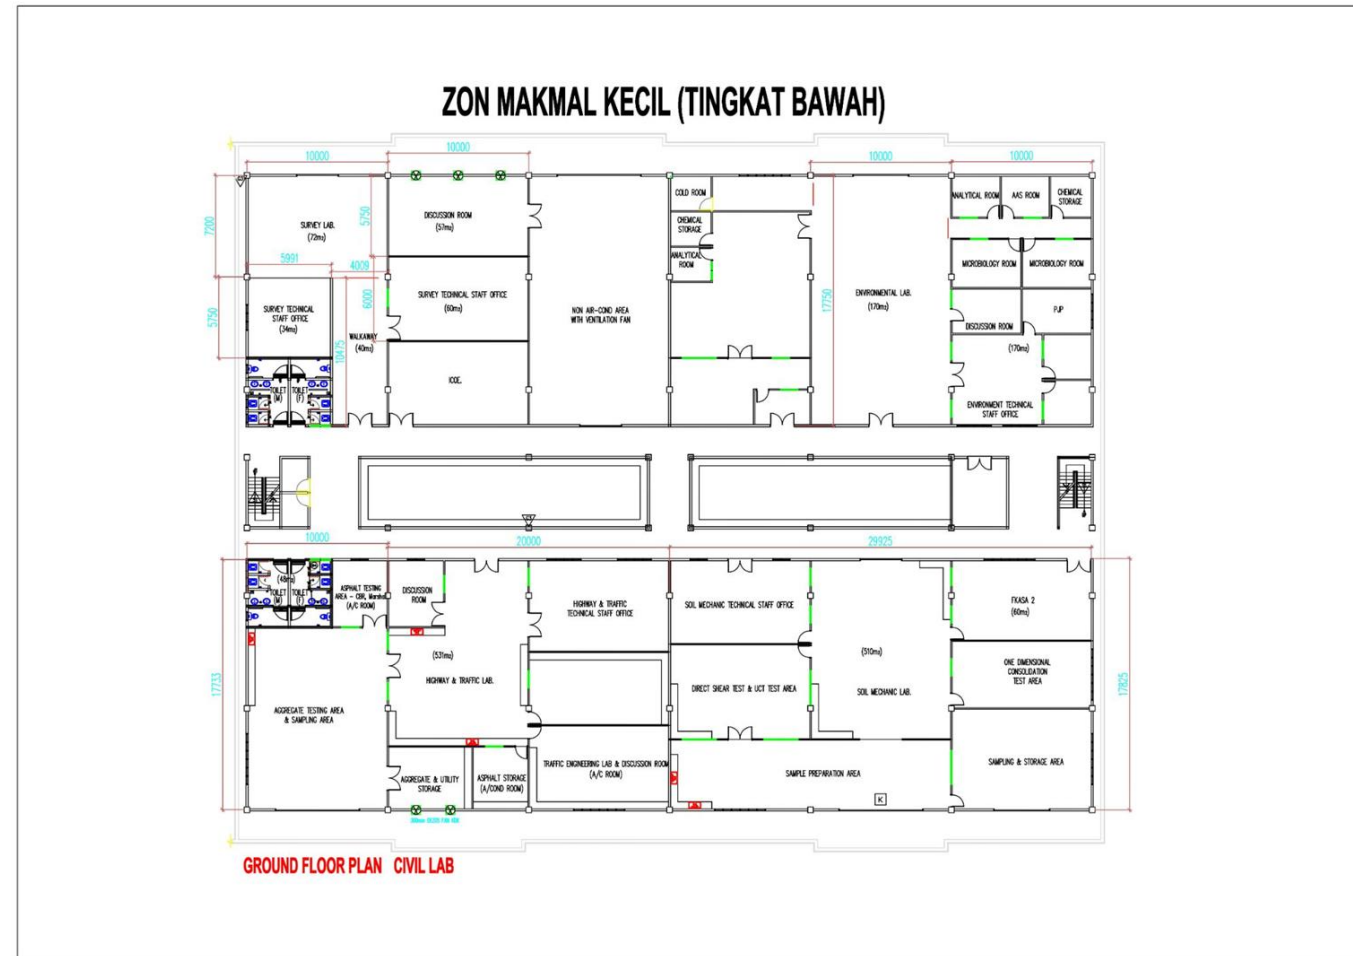 ZON MAKMAL KECIL (TINGKAT BAWAH)
10000
10000
10000
10000
7200
5750
5991
4009
5750
6000
10475
17750
SURVEY LAB.
(72m²)
DISCUSSION ROOM
(57m²)
SURVEY TECHNICAL
STAFF OFFICE
(34m²)
SURVEY TECHNICAL STAFF OFFICE
(60m²)
WALKAWAY
(40m²)
ICOE.
TOILET
(M)
TOILET
(F)
NON AIR-COND AREA
WITH VENTILATION FAN
COLD ROOM
CHEMICAL
STORAGE
ANALYTICAL
ROOM
ENVIRONMENTAL LAB.
(170m²)
ANALYTICAL ROOM
AAS ROOM
CHEMICAL
STORAGE
MICROBIOLOGY ROOM
MICROBIOLOGY ROOM
DISCUSSION ROOM
PJP
(170m²)
ENVIRONMENT TECHNICAL
STAFF OFFICE
10000
20000
29925
17733
17825
(48m²)
TOILET
(M)
TOILET
(F)
ASPHALT TESTING
AREA - CBR, Marshal
(A/C ROOM)
DISCUSSION
ROOM
HIGHWAY & TRAFFIC
TECHNICAL STAFF OFFICE
SOIL MECHANIC TECHNICAL STAFF OFFICE
FKASA 2
(60m²)
(531m²)
HIGHWAY & TRAFFIC LAB.
(510m²)
SOIL MECHANIC LAB.
ONE DIMENSIONAL
CONSOLIDATION
TEST AREA
AGGREGATE TESTING AREA
& SAMPLING AREA
DIRECT SHEAR TEST & UCT TEST AREA
AGGREGATE & UTILITY
STORAGE
ASPHALT STORAGE
(A/COND ROOM)
TRAFFIC ENGINEERING LAB & DISCUSSION ROOM
(A/C ROOM)
SAMPLE PREPARATION AREA
SAMPLING & STORAGE AREA
K
GROUND FLOOR PLAN CIVIL LAB